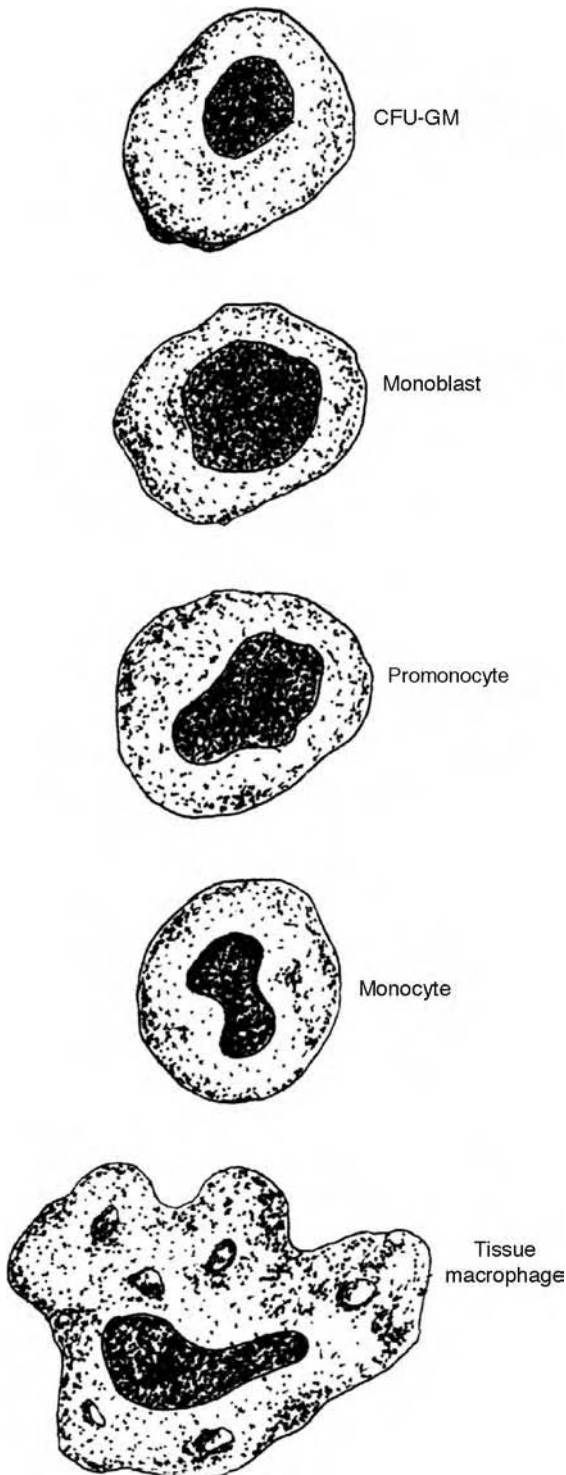 CFU-GM
Monoblast
Promonocyte
Monocyte
Tissue
macrophage